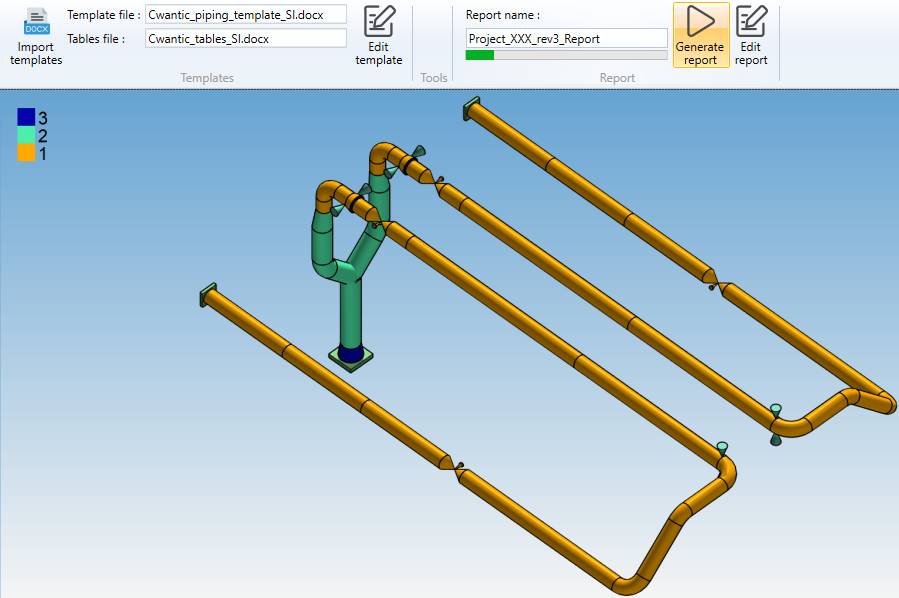 DOCX
Import
templates
Template file : Cwantic_piping_template_SI.docx
Tables file : Cwantic_tables_SI.docx
Edit
template
Templates
Tools
Report name :
Project_XXX_rev3_Report
Generate
report
Edit
report
Report
3
2
1